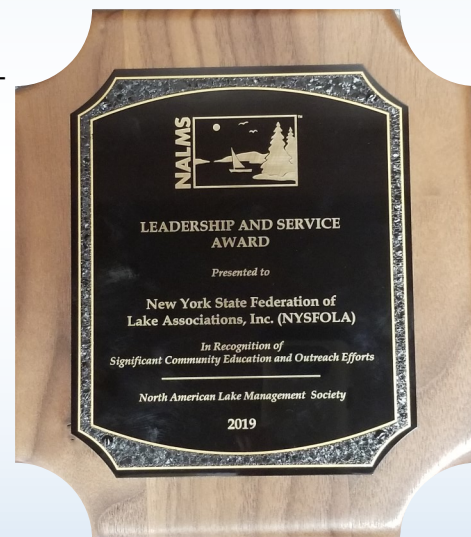 NALMS
LEADERSHIP AND SERVICE
AWARD
Presented to
New York State Federation of
Lake Associations, Inc. (NYSFOLA)
In Recognition of
Significant Community Education and Outreach Efforts
North American Lake Management Society
2019